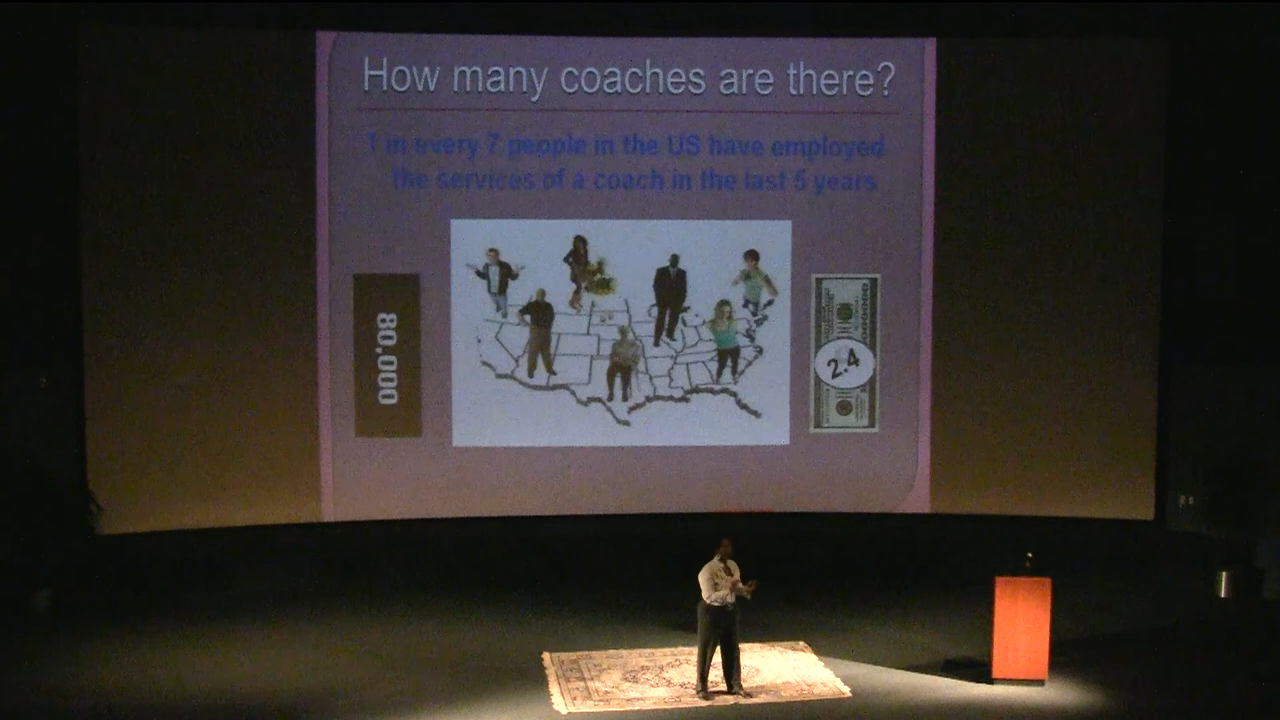 How many coaches are there?
1 in every 7 people in the US have employed
the services of a coach in the last 5 years
80,000
2.4